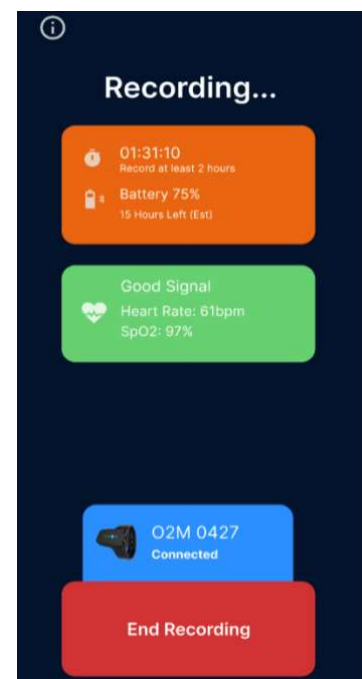 Recording...
01:31:10
Record at least 2 hours
Battery 75%
15 Hours Left (Est)
Good Signal
Heart Rate: 61bpm
SpO2: 97%
O2M 0427
Connected
End Recording